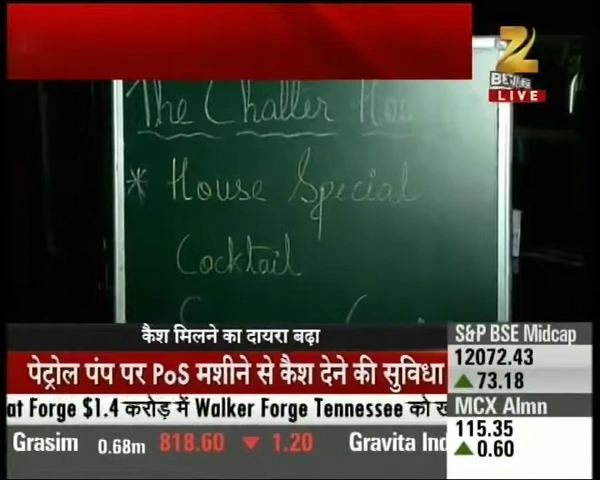 Z
LIVE
The Challer Hou
* House Special
Cocktail
कैश मिलने का दायरा बढ़ा
पेट्रोल पंप पर PoS मशीने से कैश देने की सुविधा
at Forge $1.4 करोड़ में Walker Forge Tennessee को ख
Grasim 0.68m 818.60 ▼ 1.20 Gravita Ind
S&P BSE Midcap
12072.43
▲ 73.18
MCX Almn
115.35
▲ 0.60